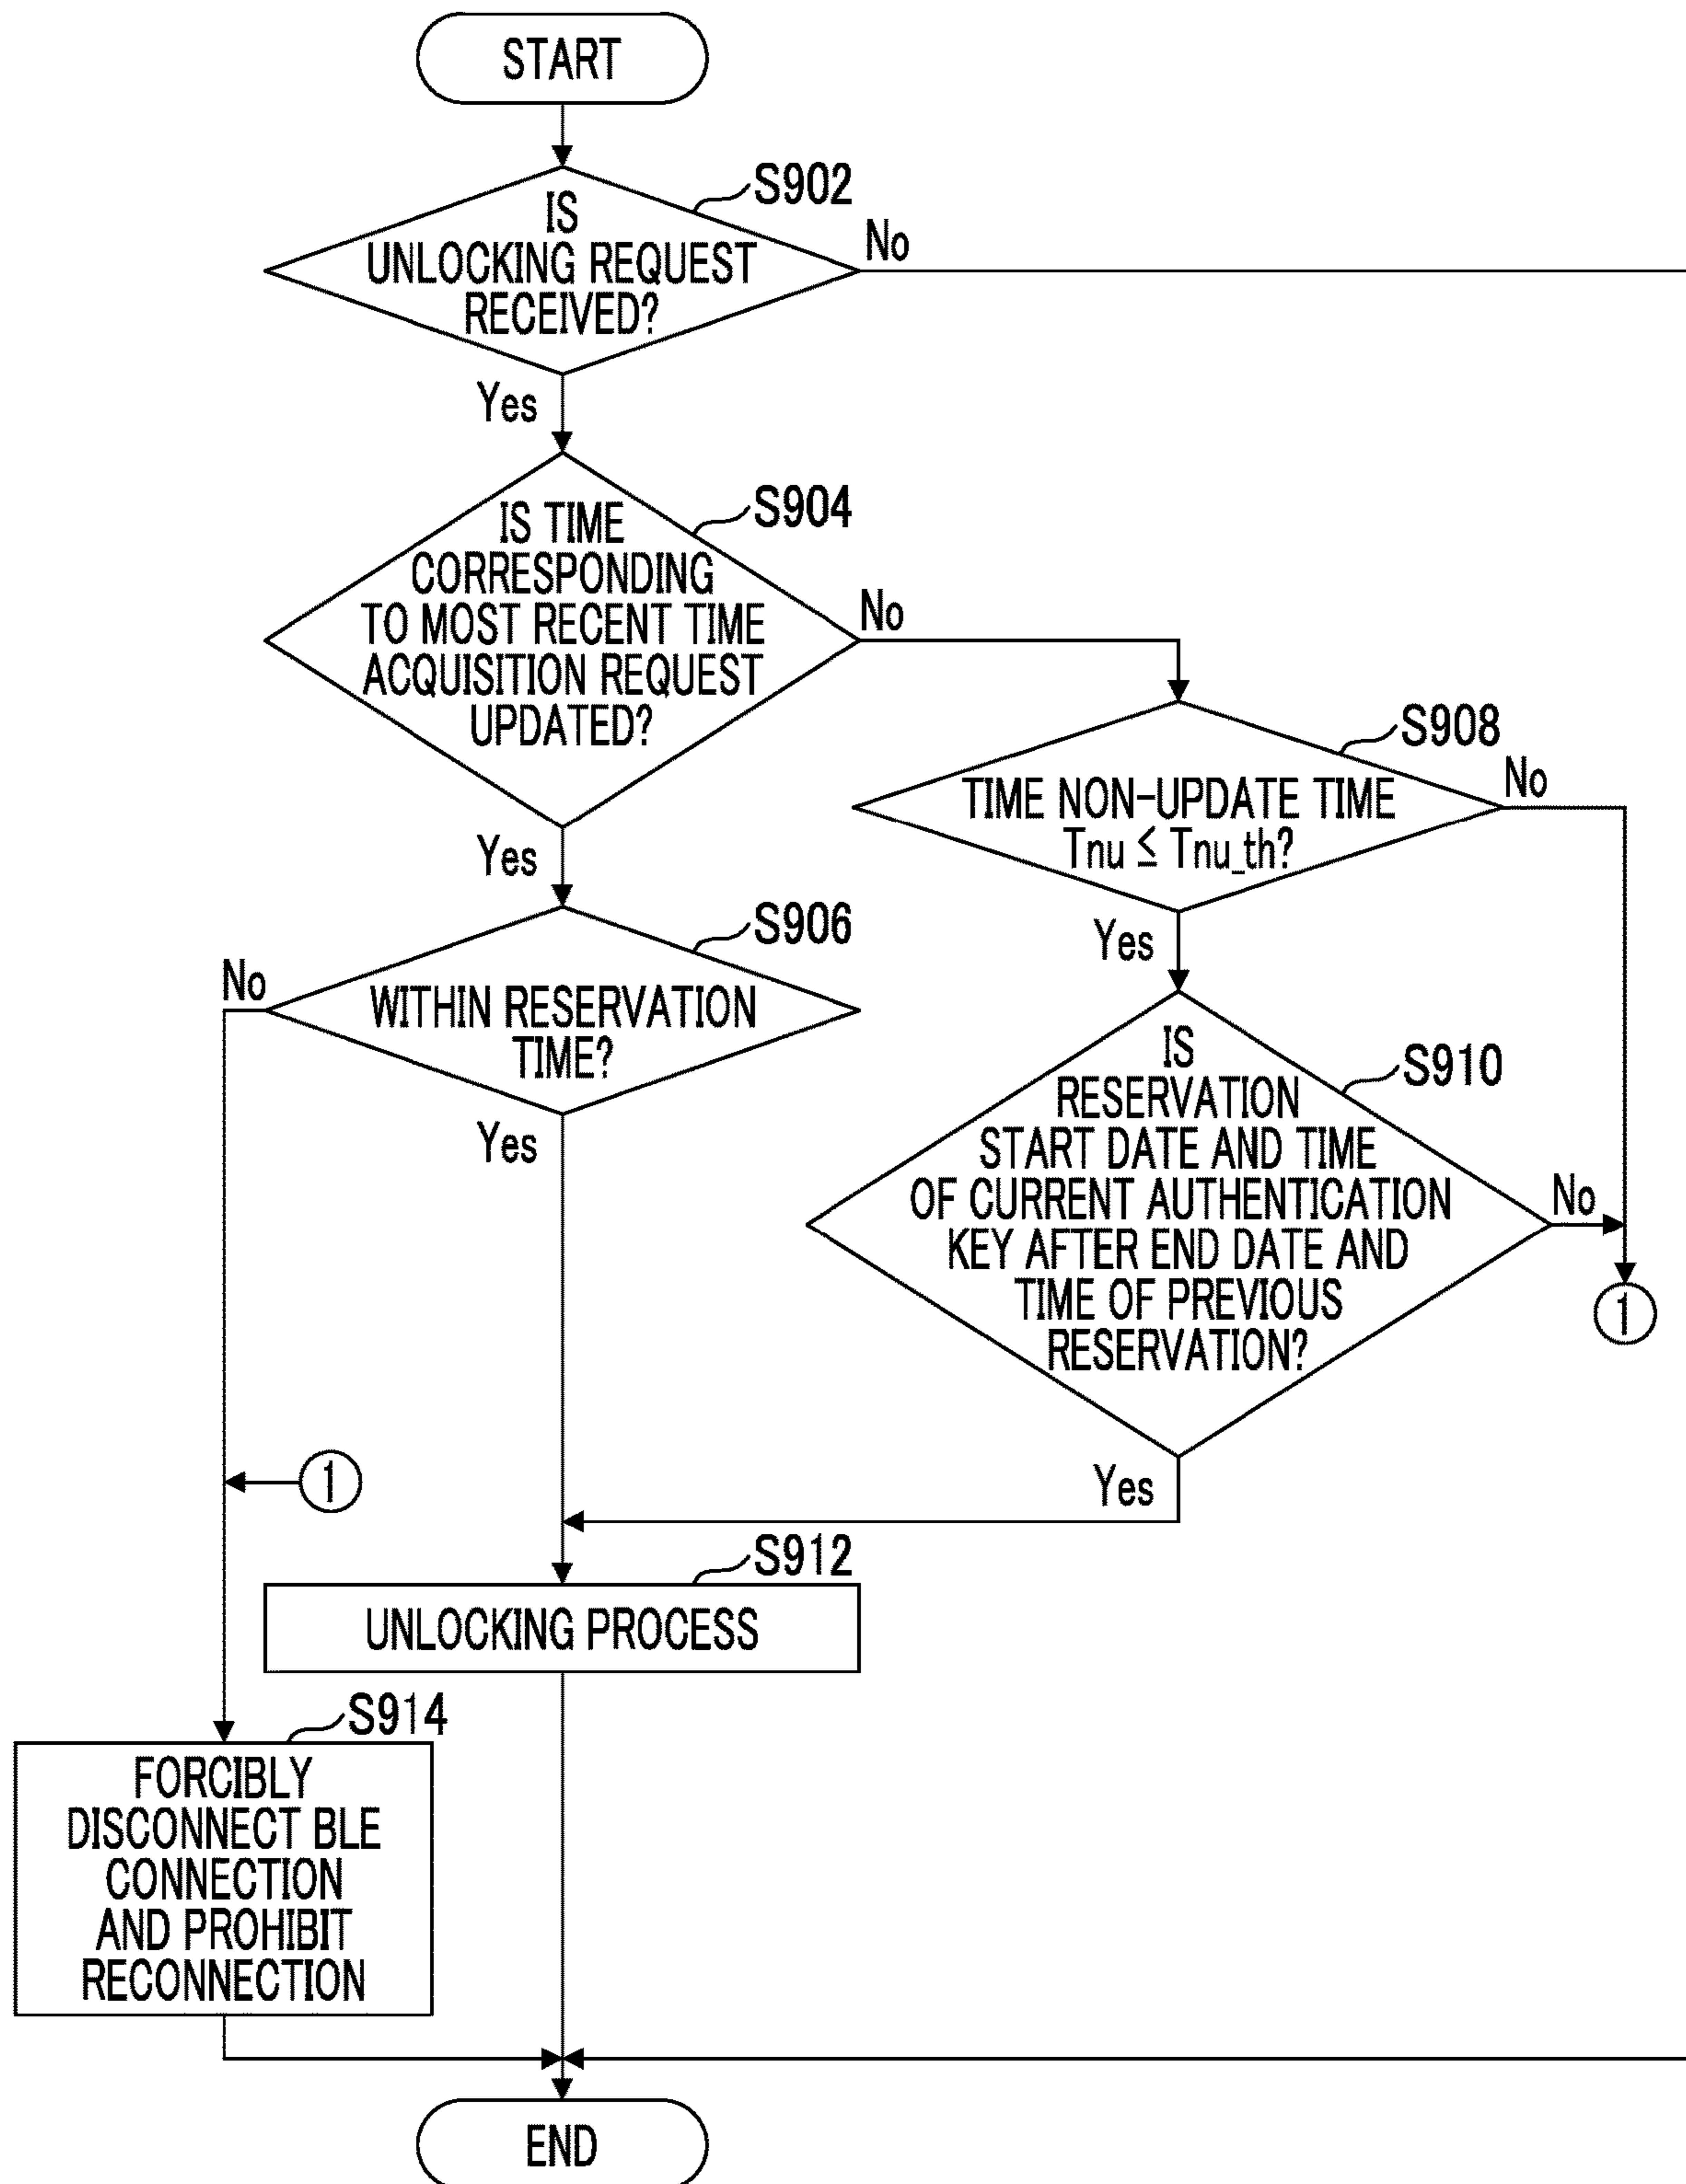 START
S902
IS
UNLOCKING REQUEST
RECEIVED?
No
Yes
S904
IS TIME
CORRESPONDING
TO MOST RECENT TIME
ACQUISITION REQUEST
UPDATED?
No
Yes
S908
TIME NON-UPDATE TIME
Tnu ≤ Tnu_th?
No
Yes
S906
WITHIN RESERVATION
TIME?
No
Yes
S910
IS
RESERVATION
START DATE AND TIME
OF CURRENT AUTHENTICATION
KEY AFTER END DATE AND
TIME OF PREVIOUS
RESERVATION?
No
1
Yes
1
S912
UNLOCKING PROCESS
S914
FORCIBLY
DISCONNECT BLE
CONNECTION
AND PROHIBIT
RECONNECTION
END